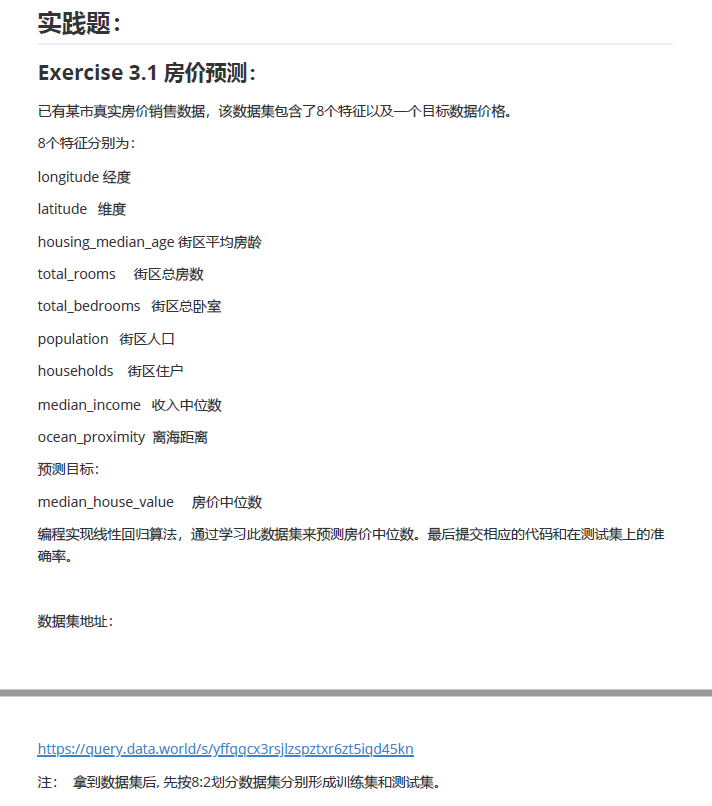 实践题：
Exercise 3.1 房价预测：
已有某市真实房价销售数据，该数据集包含了8个特征以及一个目标数据价格。
8个特征分别为：
longitude 经度
latitude 维度
housing_median_age 街区平均房龄
total_rooms 街区总房数
total_bedrooms 街区总卧室
population 街区人口
households 街区住户
median_income 收入中位数
ocean_proximity 离海距离
预测目标：
median_house_value 房价中位数
编程实现线性回归算法，通过学习此数据集来预测房价中位数。最后提交相应的代码和在测试集上的准
确率。
数据集地址：
https://query.data.world/s/yffqqcx3rsjlzspztxr6zt5iqd45kn
注： 拿到数据集后, 先按8:2划分数据集分别形成训练集和测试集。